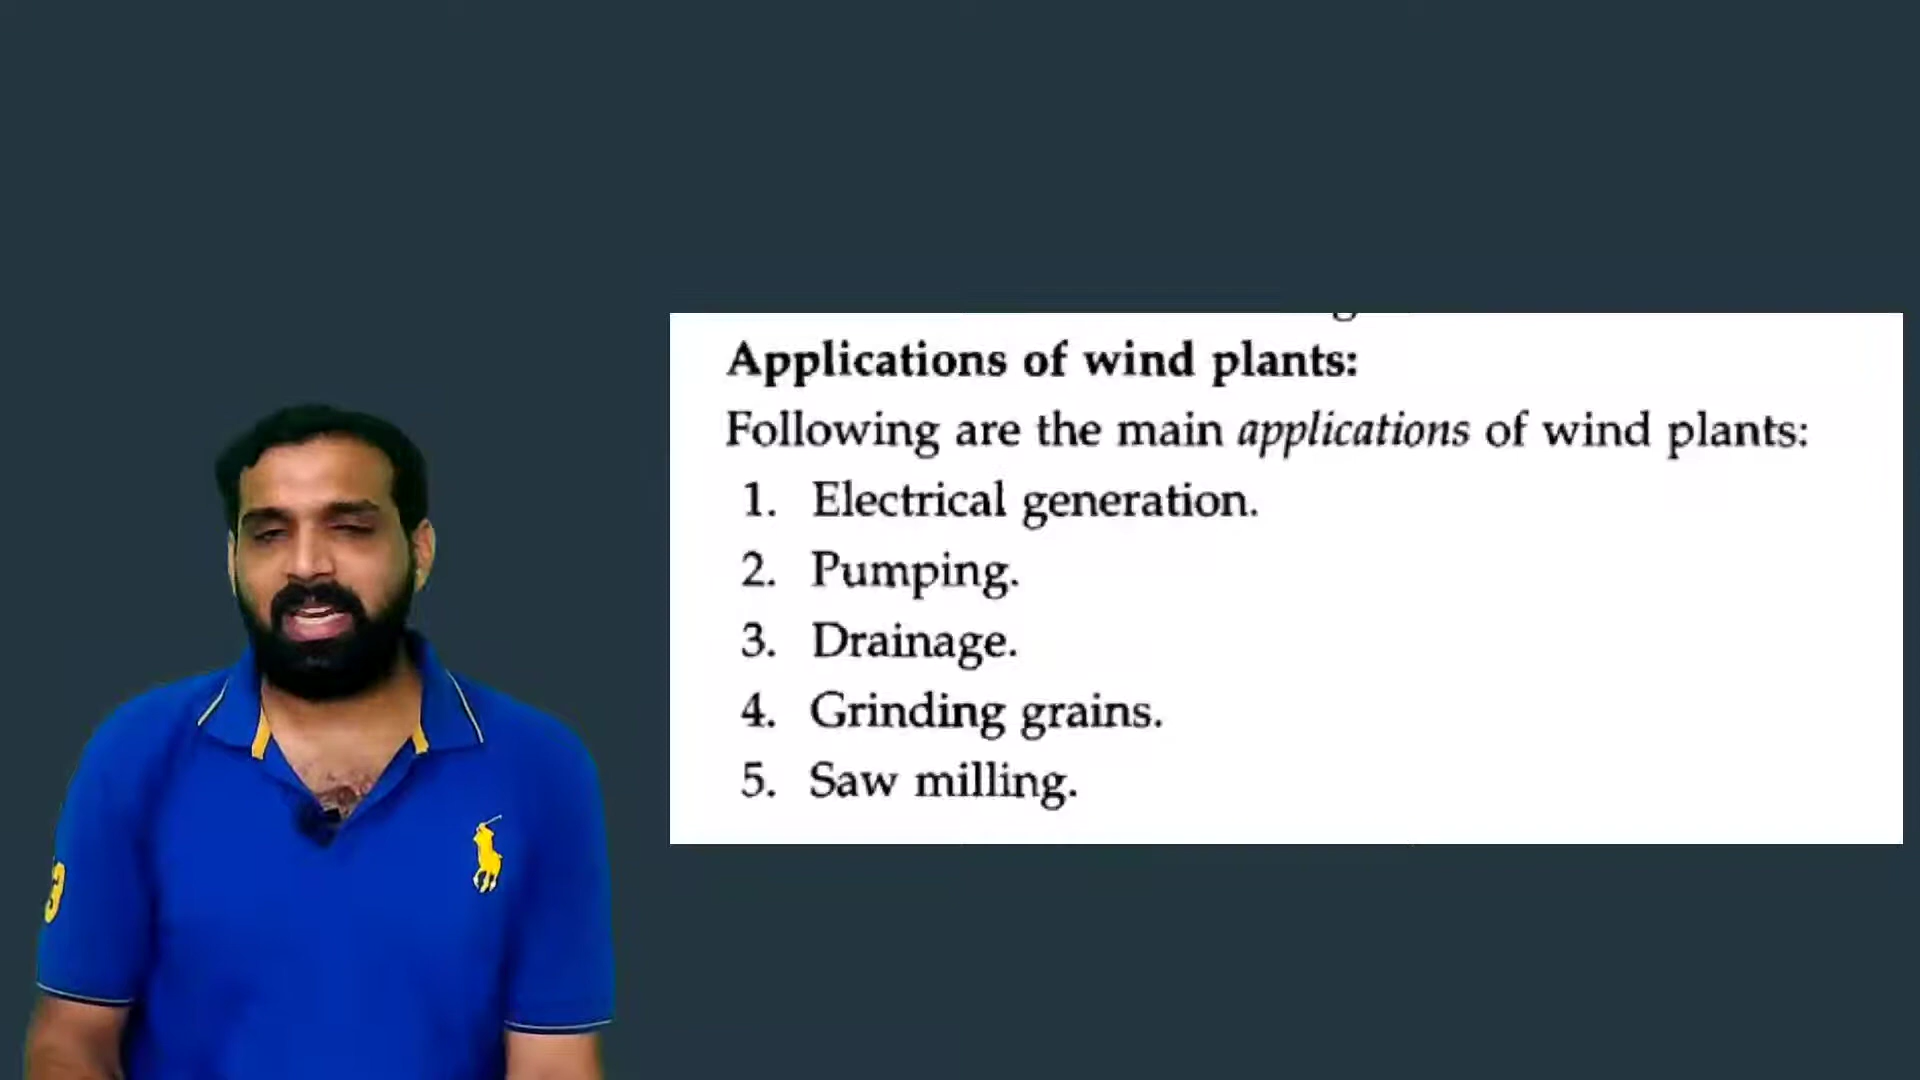 Applications of wind plants:
Following are the main applications of wind plants:
1. Electrical generation.
2. Pumping.
3. Drainage.
4. Grinding grains.
5. Saw milling.
3